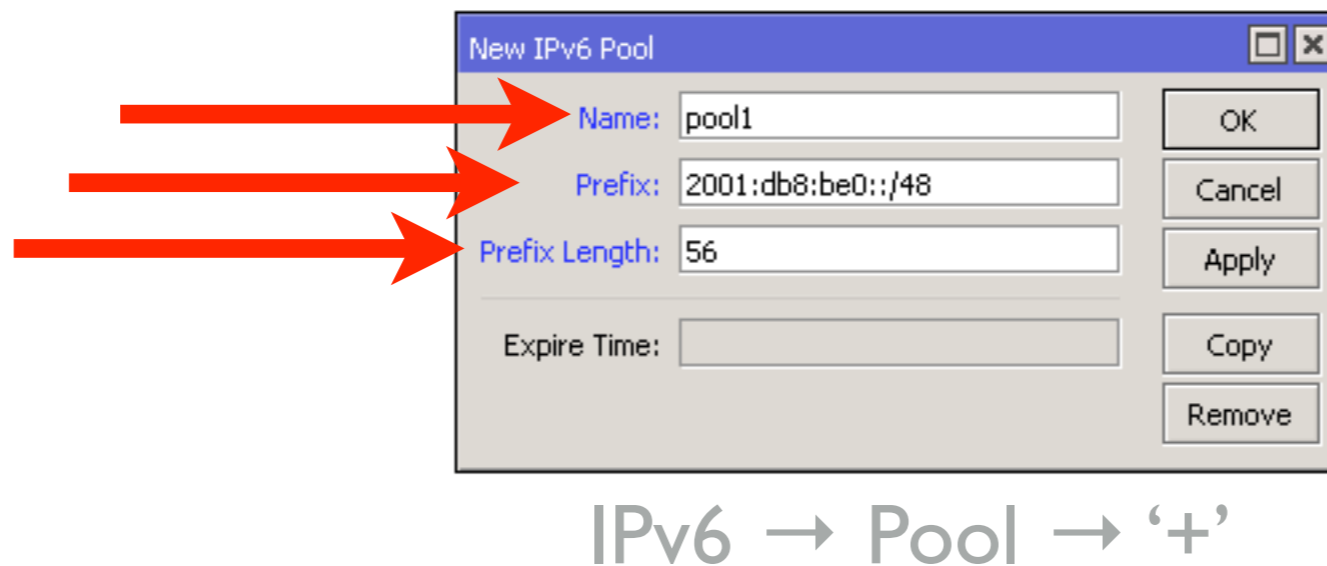 New IPv6 Pool
Name: pool1 OK
Prefix: 2001:db8:be0::/48 Cancel
Prefix Length: 56 Apply
Expire Time: Copy
Remove
IPv6 → Pool → ‘+’